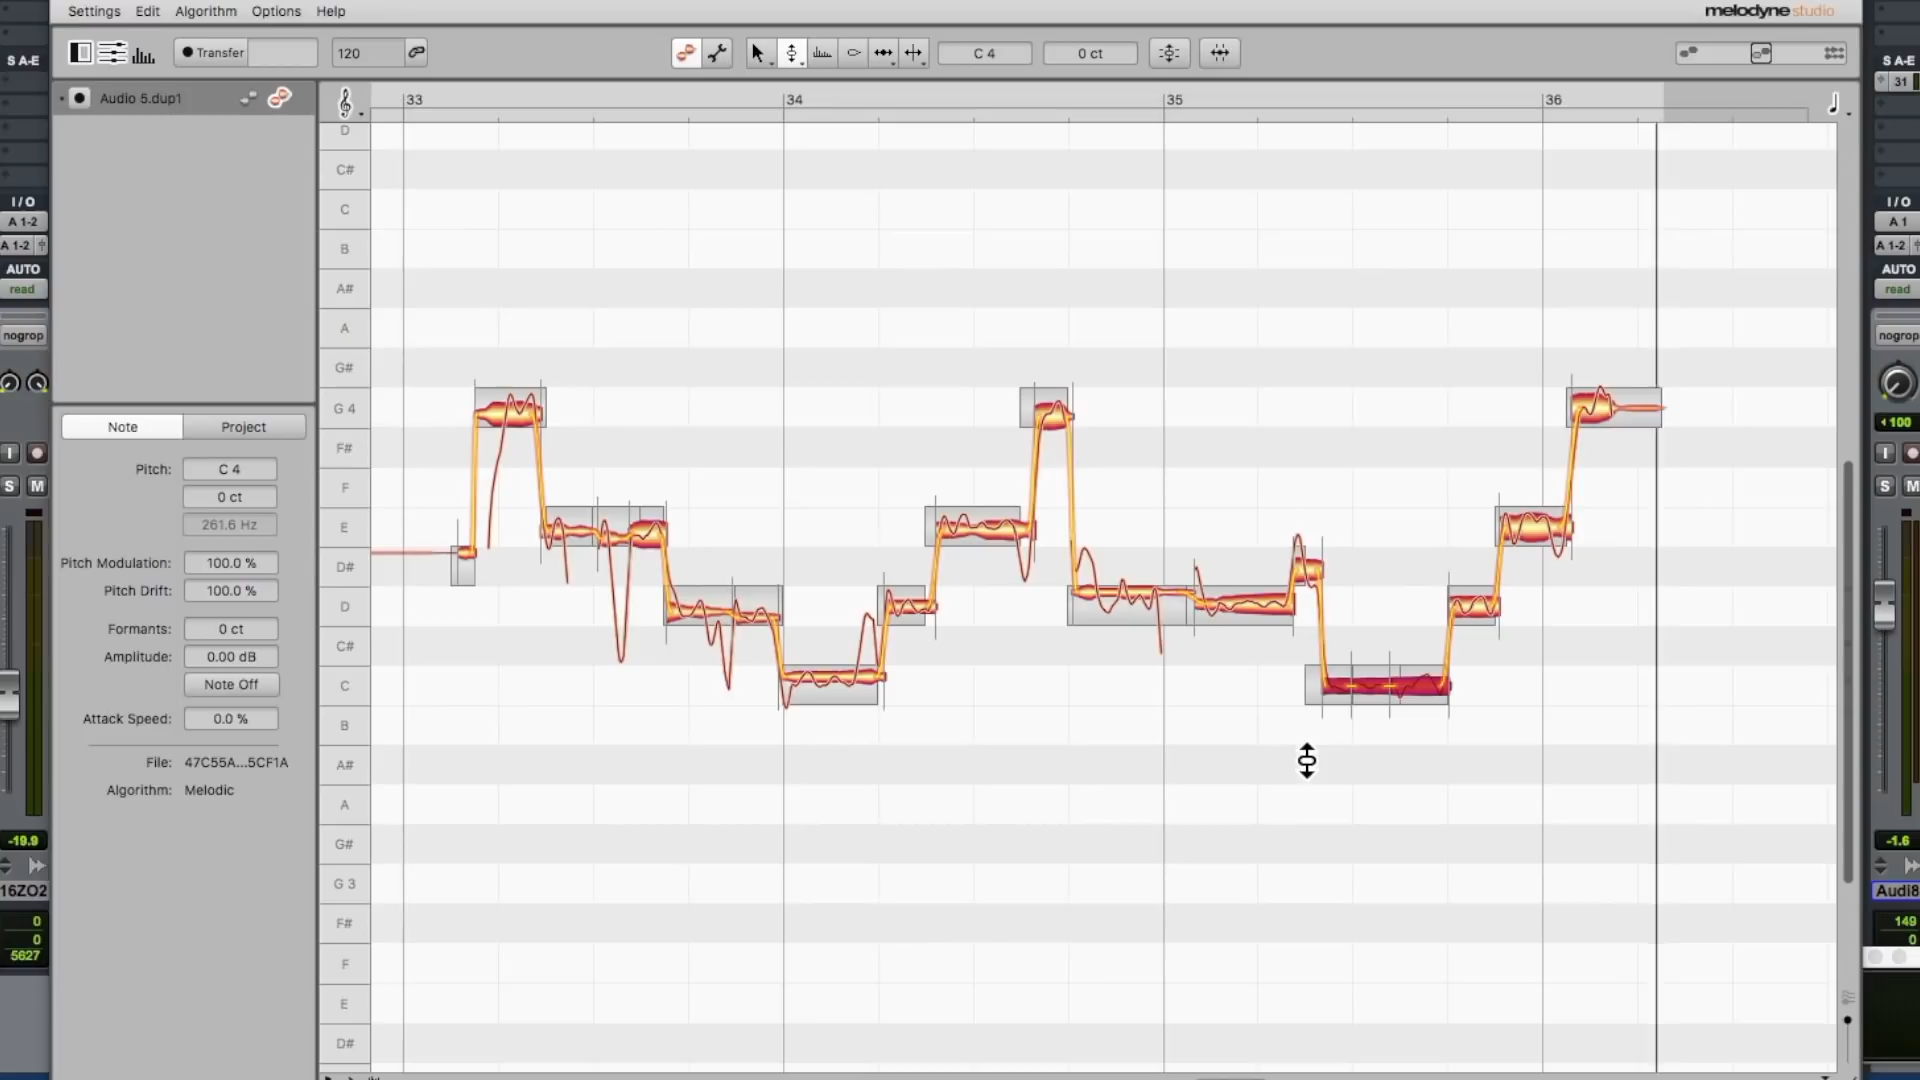 Settings Edit Algorithm Options Help
melodyne studio
S A-E
Transfer
120
C 4
0 ct
S A-E
31
Audio 5.dup1
33
34
35
36
D
C#
C
B
A#
A
G#
G 4
F#
F
E
D#
D
C#
C
B
A#
A
G#
G 3
F#
F
E
D#
I/O
A 1-2
A 1-2
AUTO
read
nogrop
I
S M
-19.9
16ZO2
0
0
5627
Note
Project
Pitch: C 4
0 ct
261.6 Hz
Pitch Modulation: 100.0 %
Pitch Drift: 100.0 %
Formants: 0 ct
Amplitude: 0.00 dB
Note Off
Attack Speed: 0.0 %
File: 47C55A...5CF1A
Algorithm: Melodic
I/O
A 1
A 1-2
AUTO
read
nogrop
100
I
S M
-1.6
Audi8
149
0